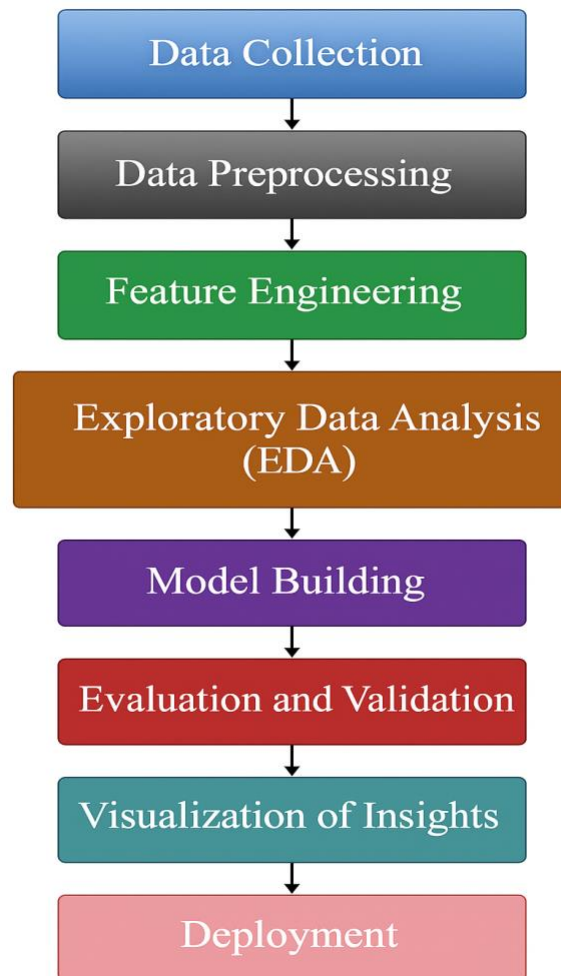 Data Collection
Data Preprocessing
Feature Engineering
Exploratory Data Analysis
(EDA)
Model Building
Evaluation and Validation
Visualization of Insights
Deployment